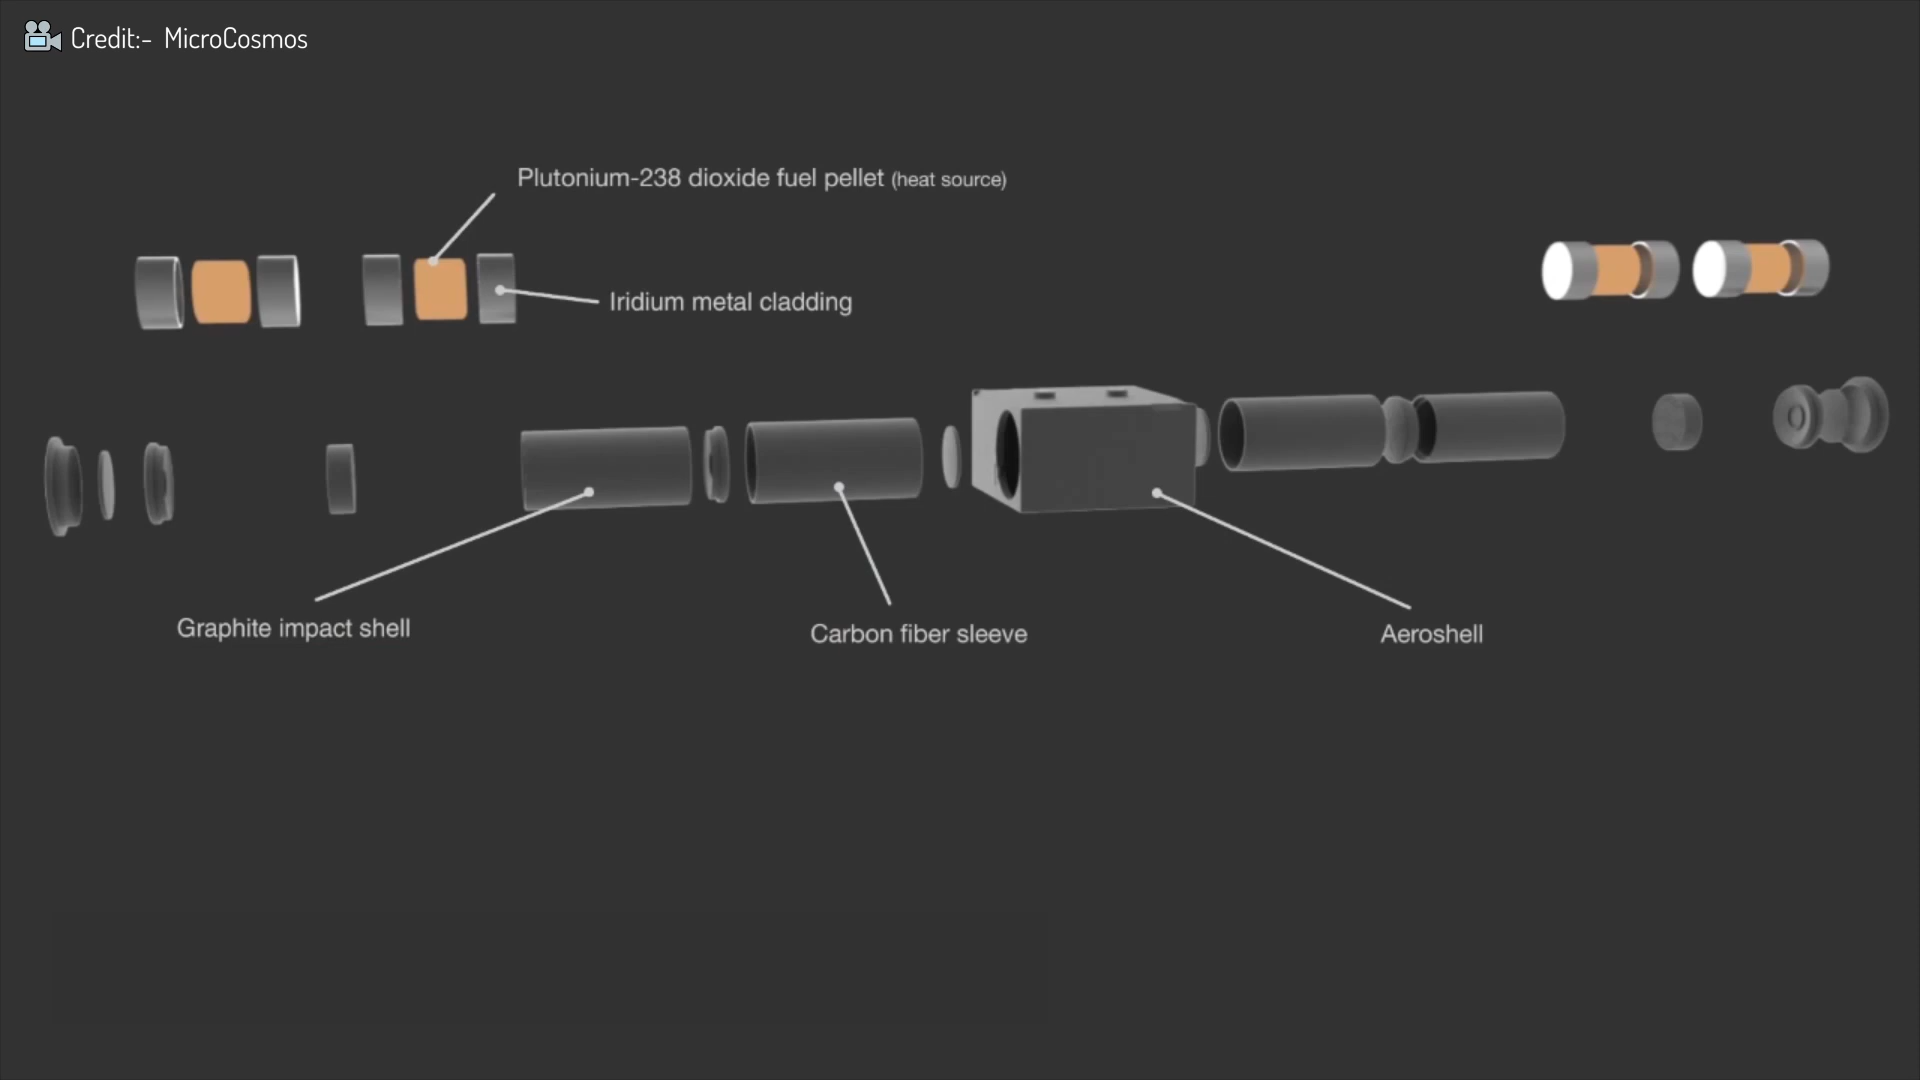 Credit:- MicroCosmos
Plutonium-238 dioxide fuel pellet (heat source)
Iridium metal cladding
Graphite impact shell
Carbon fiber sleeve
Aeroshell